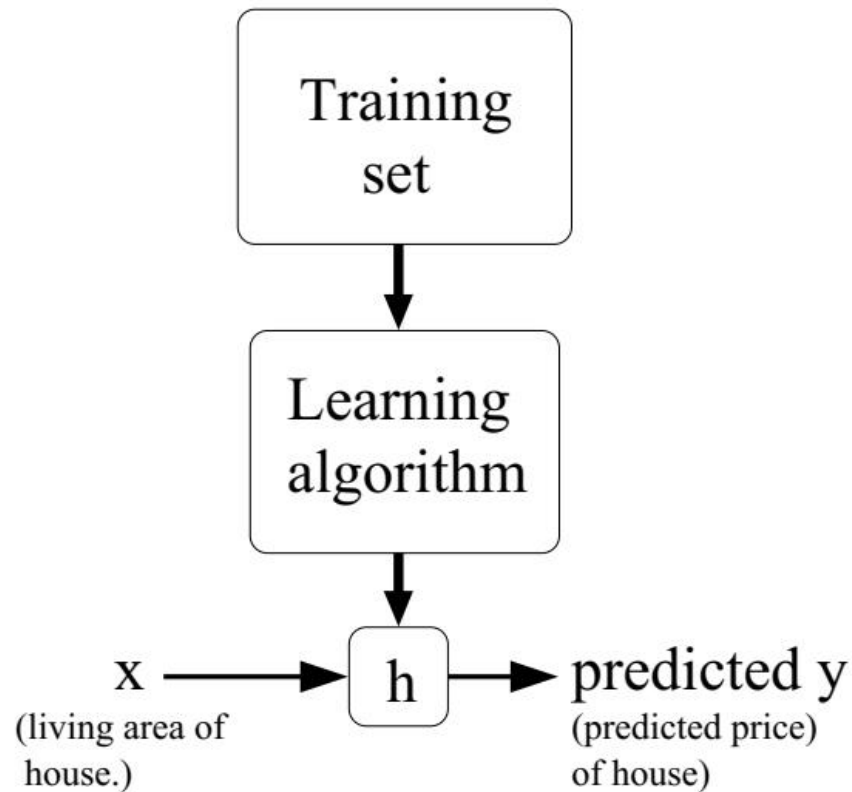 Training
set
Learning
algorithm
x
h
predicted y
(living area of
house.)
(predicted price)
of house)